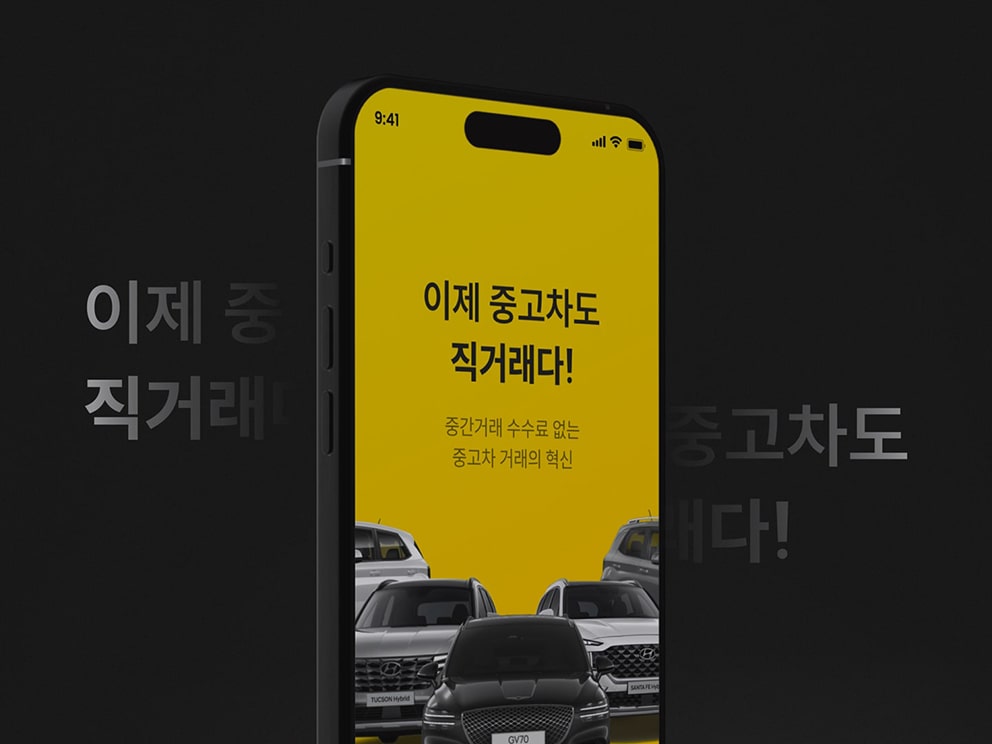 9:41
이제 중고차도
직거래다!
중간거래 수수료 없는
중고차 거래의 혁신
TUCSON Hybrid
GV70
SANTA FE Hyb
이제 중
직거래다
중고차도
래다!